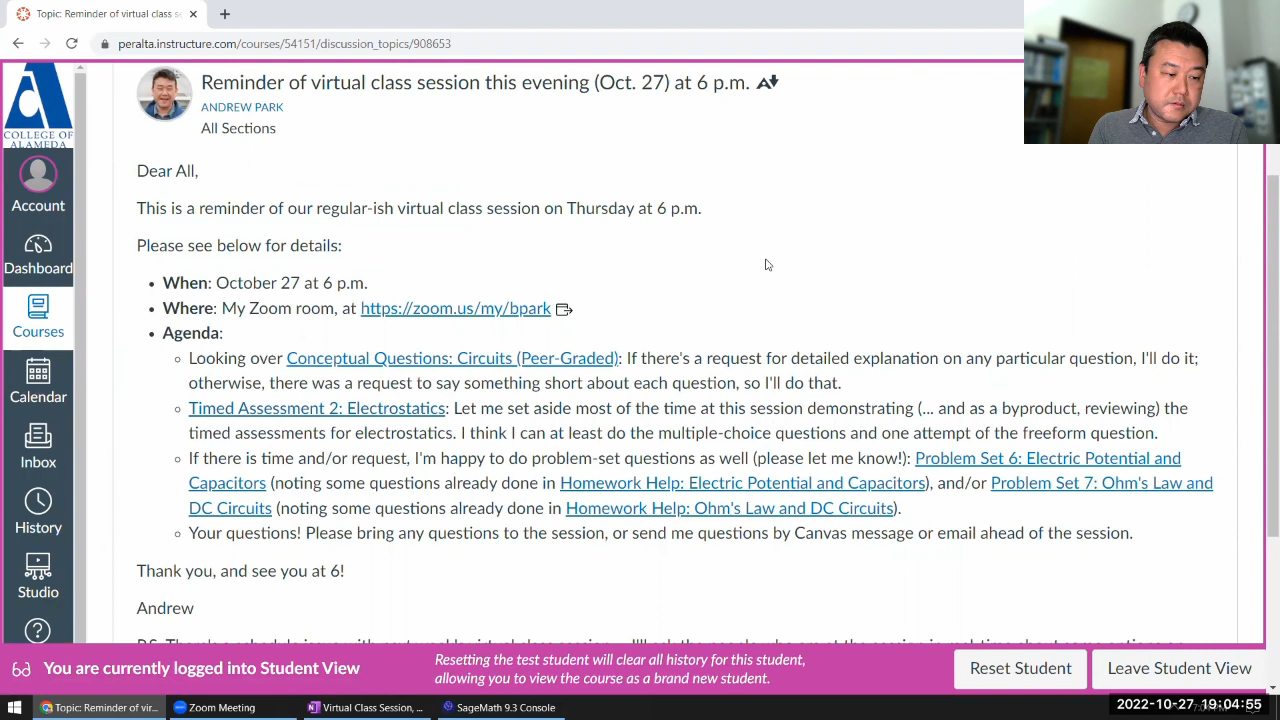 Topic: Reminder of virtual class s
peralta.instructure.com/courses/54151/discussion_topics/908653
COLLEGE OF
ALAMEDA
Account
Dashboard
Courses
Calendar
Inbox
History
Studio
Reminder of virtual class session this evening (Oct. 27) at 6 p.m.
ANDREW PARK
All Sections
Dear All,
This is a reminder of our regular-ish virtual class session on Thursday at 6 p.m.
Please see below for details:
• When: October 27 at 6 p.m.
• Where: My Zoom room, at https://zoom.us/my/bpark
• Agenda:
◦ Looking over Conceptual Questions: Circuits (Peer-Graded): If there's a request for detailed explanation on any particular question, I'll do it;
otherwise, there was a request to say something short about each question, so I'll do that.
◦ Timed Assessment 2: Electrostatics: Let me set aside most of the time at this session demonstrating (... and as a byproduct, reviewing) the
timed assessments for electrostatics. I think I can at least do the multiple-choice questions and one attempt of the freeform question.
◦ If there is time and/or request, I'm happy to do problem-set questions as well (please let me know!): Problem Set 6: Electric Potential and
Capacitors (noting some questions already done in Homework Help: Electric Potential and Capacitors), and/or Problem Set 7: Ohm's Law and
DC Circuits (noting some questions already done in Homework Help: Ohm's Law and DC Circuits).
◦ Your questions! Please bring any questions to the session, or send me questions by Canvas message or email ahead of the session.
Thank you, and see you at 6!
Andrew
You are currently logged into Student View
Resetting the test student will clear all history for this student,
allowing you to view the course as a brand new student.
Reset Student
Leave Student View
Topic: Reminder of vir...
Zoom Meeting
Virtual Class Session, ...
SageMath 9.3 Console
2022-10-27 19:04:55